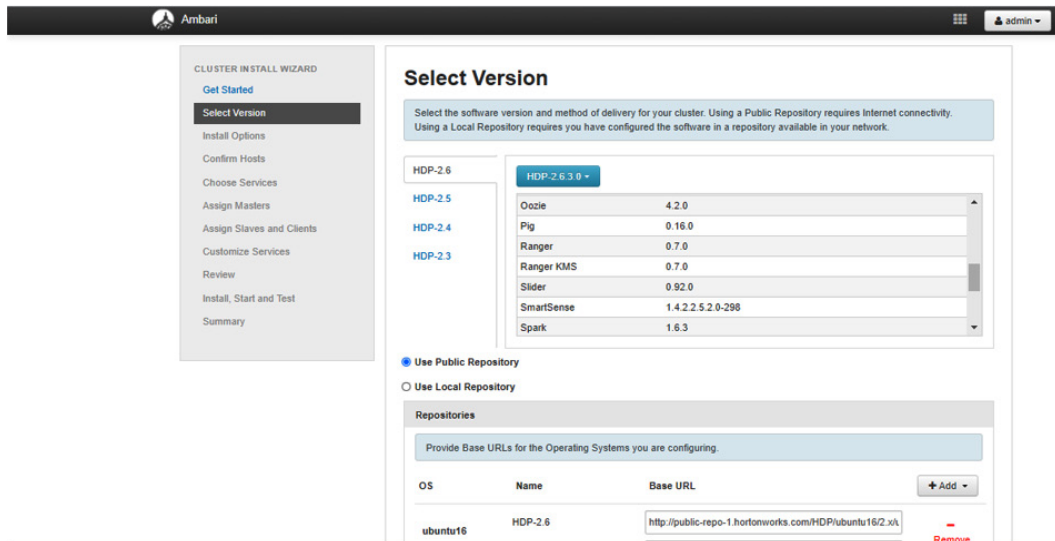 Ambari
admin
CLUSTER INSTALL WIZARD
Get Started
Select Version
Install Options
Confirm Hosts
Choose Services
Assign Masters
Assign Slaves and Clients
Customize Services
Review
Install, Start and Test
Summary
Select Version
Select the software version and method of delivery for your cluster. Using a Public Repository requires Internet connectivity.
Using a Local Repository requires you have configured the software in a repository available in your network.
HDP-2.6
HDP-2.5
HDP-2.4
HDP-2.3
HDP-2.6.3.0
Oozie 4.2.0
Pig 0.16.0
Ranger 0.7.0
Ranger KMS 0.7.0
Slider 0.92.0
SmartSense 1.4.2.2.5.2.0-298
Spark 1.6.3
Use Public Repository
Use Local Repository
Repositories
Provide Base URLs for the Operating Systems you are configuring.
OS Name Base URL + Add
ubuntu16 HDP-2.6 http://public-repo-1.hortonworks.com/HDP/ubuntu16/2.x/u
Remove